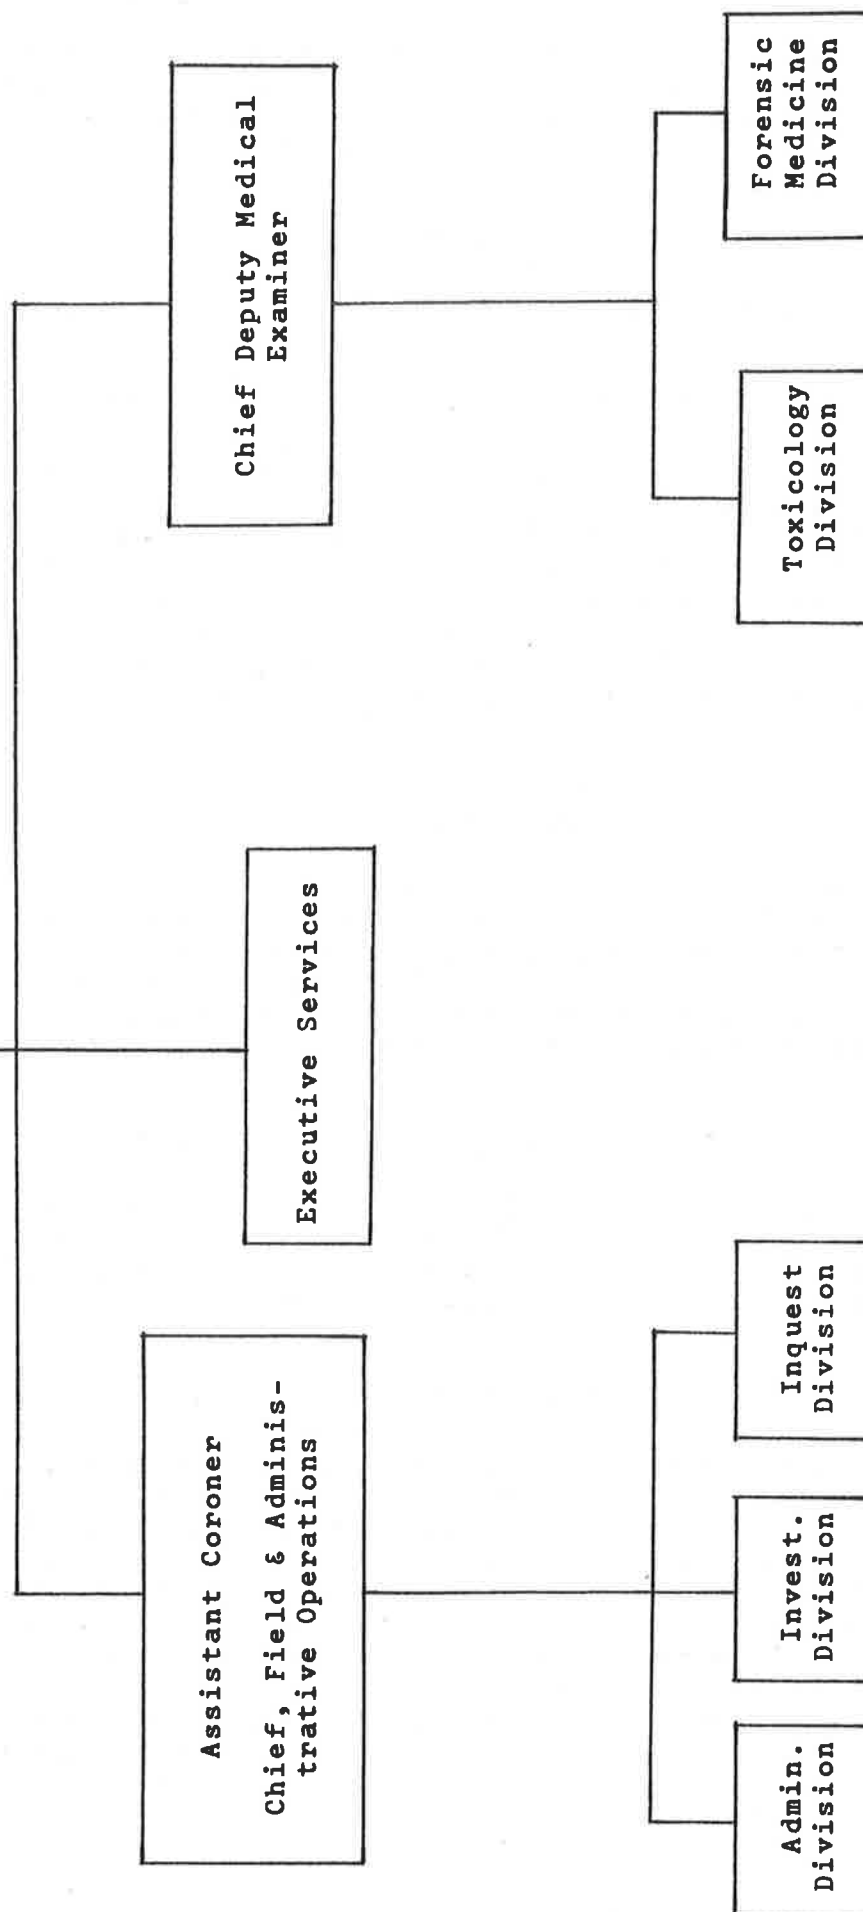 Assistant Coroner
Chief, Field & Adminis-
trative Operations
Executive Services
Chief Deputy Medical
Examiner
Admin.
Division
Invest.
Division
Inquest
Division
Toxicology
Division
Forensic
Medicine
Division